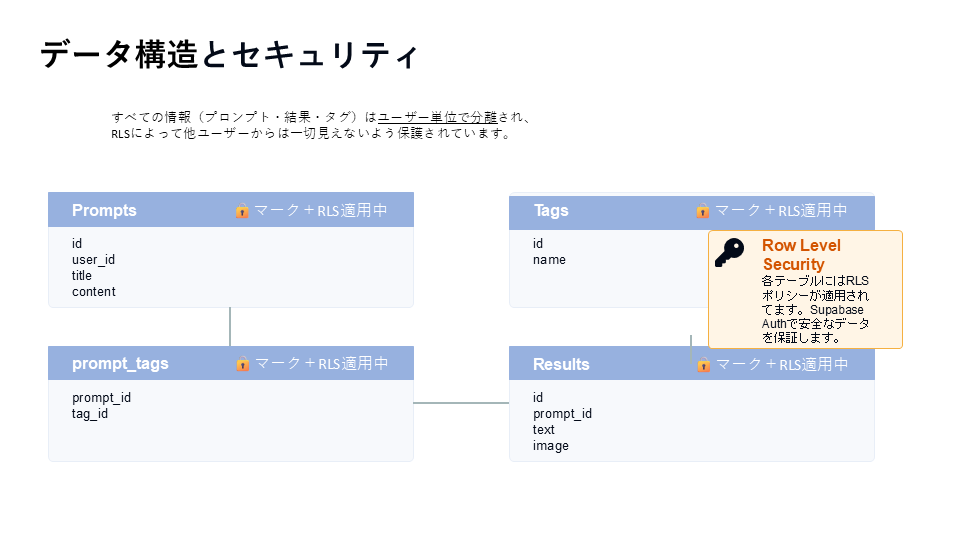 データ構造とセキュリティ
すべての情報（プロンプト・結果・タグ）はユーザー単位で分離され、
RLSによって他ユーザーからは一切見えないよう保護されています。
Prompts
🔒マーク＋RLS適用中
id
user_id
title
content
Tags
🔒マーク＋RLS適用中
id
name
Row Level
Security
各テーブルにはRLS
ポリシーが適用され
てます。Supabase
Authで安全なデータ
を保証します。
prompt_tags
🔒マーク＋RLS適用中
prompt_id
tag_id
Results
🔒マーク＋RLS適用中
id
prompt_id
text
image